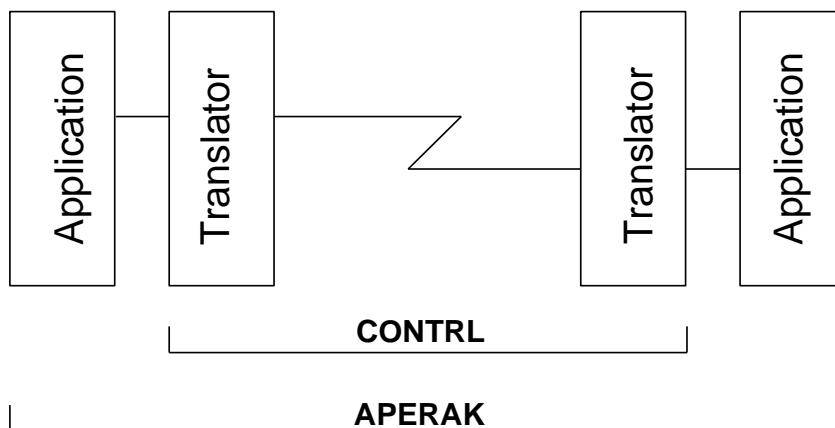 Application
Translator
Translator
Application
CONTRL
APERAK